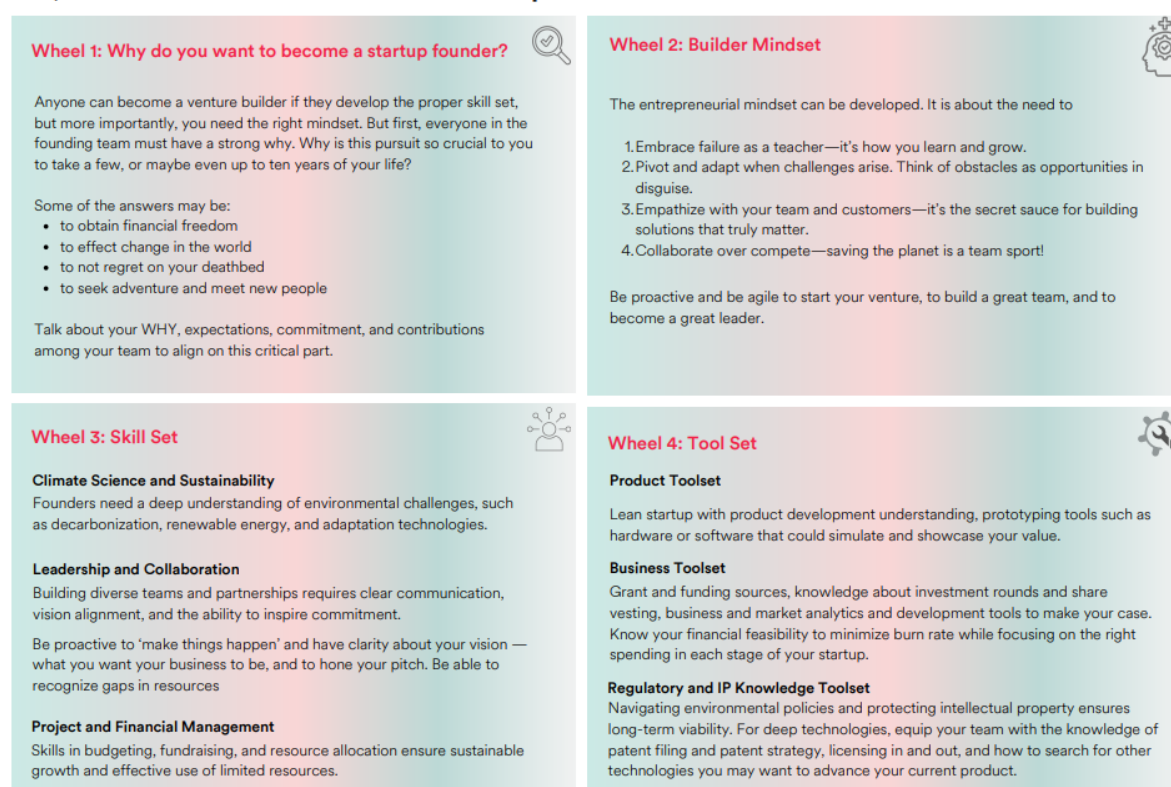 Wheel 1: Why do you want to become a startup founder?
Anyone can become a venture builder if they develop the proper skill set,
but more importantly, you need the right mindset. But first, everyone in the
founding team must have a strong why. Why is this pursuit so crucial to you
to take a few, or maybe even up to ten years of your life?
Some of the answers may be:
• to obtain financial freedom
• to effect change in the world
• to not regret on your deathbed
• to seek adventure and meet new people
Talk about your WHY, expectations, commitment, and contributions
among your team to align on this critical part.
Wheel 2: Builder Mindset
The entrepreneurial mindset can be developed. It is about the need to
1. Embrace failure as a teacher—it's how you learn and grow.
2. Pivot and adapt when challenges arise. Think of obstacles as opportunities in
disguise.
3. Empathize with your team and customers—it's the secret sauce for building
solutions that truly matter.
4. Collaborate over compete—saving the planet is a team sport!
Be proactive and be agile to start your venture, to build a great team, and to
become a great leader.
Wheel 3: Skill Set
Climate Science and Sustainability
Founders need a deep understanding of environmental challenges, such
as decarbonization, renewable energy, and adaptation technologies.
Leadership and Collaboration
Building diverse teams and partnerships requires clear communication,
vision alignment, and the ability to inspire commitment.
Be proactive to 'make things happen' and have clarity about your vision —
what you want your business to be, and to hone your pitch. Be able to
recognize gaps in resources
Project and Financial Management
Skills in budgeting, fundraising, and resource allocation ensure sustainable
growth and effective use of limited resources.
Wheel 4: Tool Set
Product Toolset
Lean startup with product development understanding, prototyping tools such as
hardware or software that could simulate and showcase your value.
Business Toolset
Grant and funding sources, knowledge about investment rounds and share
vesting, business and market analytics and development tools to make your case.
Know your financial feasibility to minimize burn rate while focusing on the right
spending in each stage of your startup.
Regulatory and IP Knowledge Toolset
Navigating environmental policies and protecting intellectual property ensures
long-term viability. For deep technologies, equip your team with the knowledge of
patent filing and patent strategy, licensing in and out, and how to search for other
technologies you may want to advance your current product.